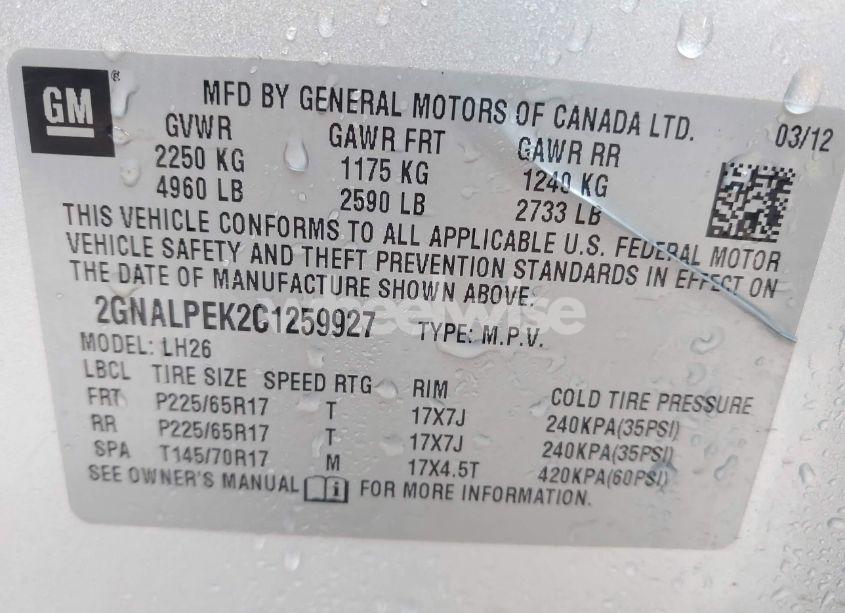 GM ®
MFD BY GENERAL MOTORS OF CANADA LTD.
03/12
GVWR GAWR FRT GAWR RR
2250 KG 1175 KG 1240 KG
4960 LB 2590 LB 2733 LB
THIS VEHICLE CONFORMS TO ALL APPLICABLE U.S. FEDERAL MOTOR
VEHICLE SAFETY AND THEFT PREVENTION STANDARDS IN EFFECT ON
THE DATE OF MANUFACTURE SHOWN ABOVE:
2GNALPEK2C1259927 TYPE: M.P.V.
MODEL: LH26
LBCL TIRE SIZE SPEED RTG RIM COLD TIRE PRESSURE
FRT P225/65R17 T 17X7J 240KPA(35PSI)
RR P225/65R17 T 17X7J 240KPA(35PSI)
SPA T145/70R17 M 17X4.5T 420KPA(60PSI)
SEE OWNER'S MANUAL i FOR MORE INFORMATION.